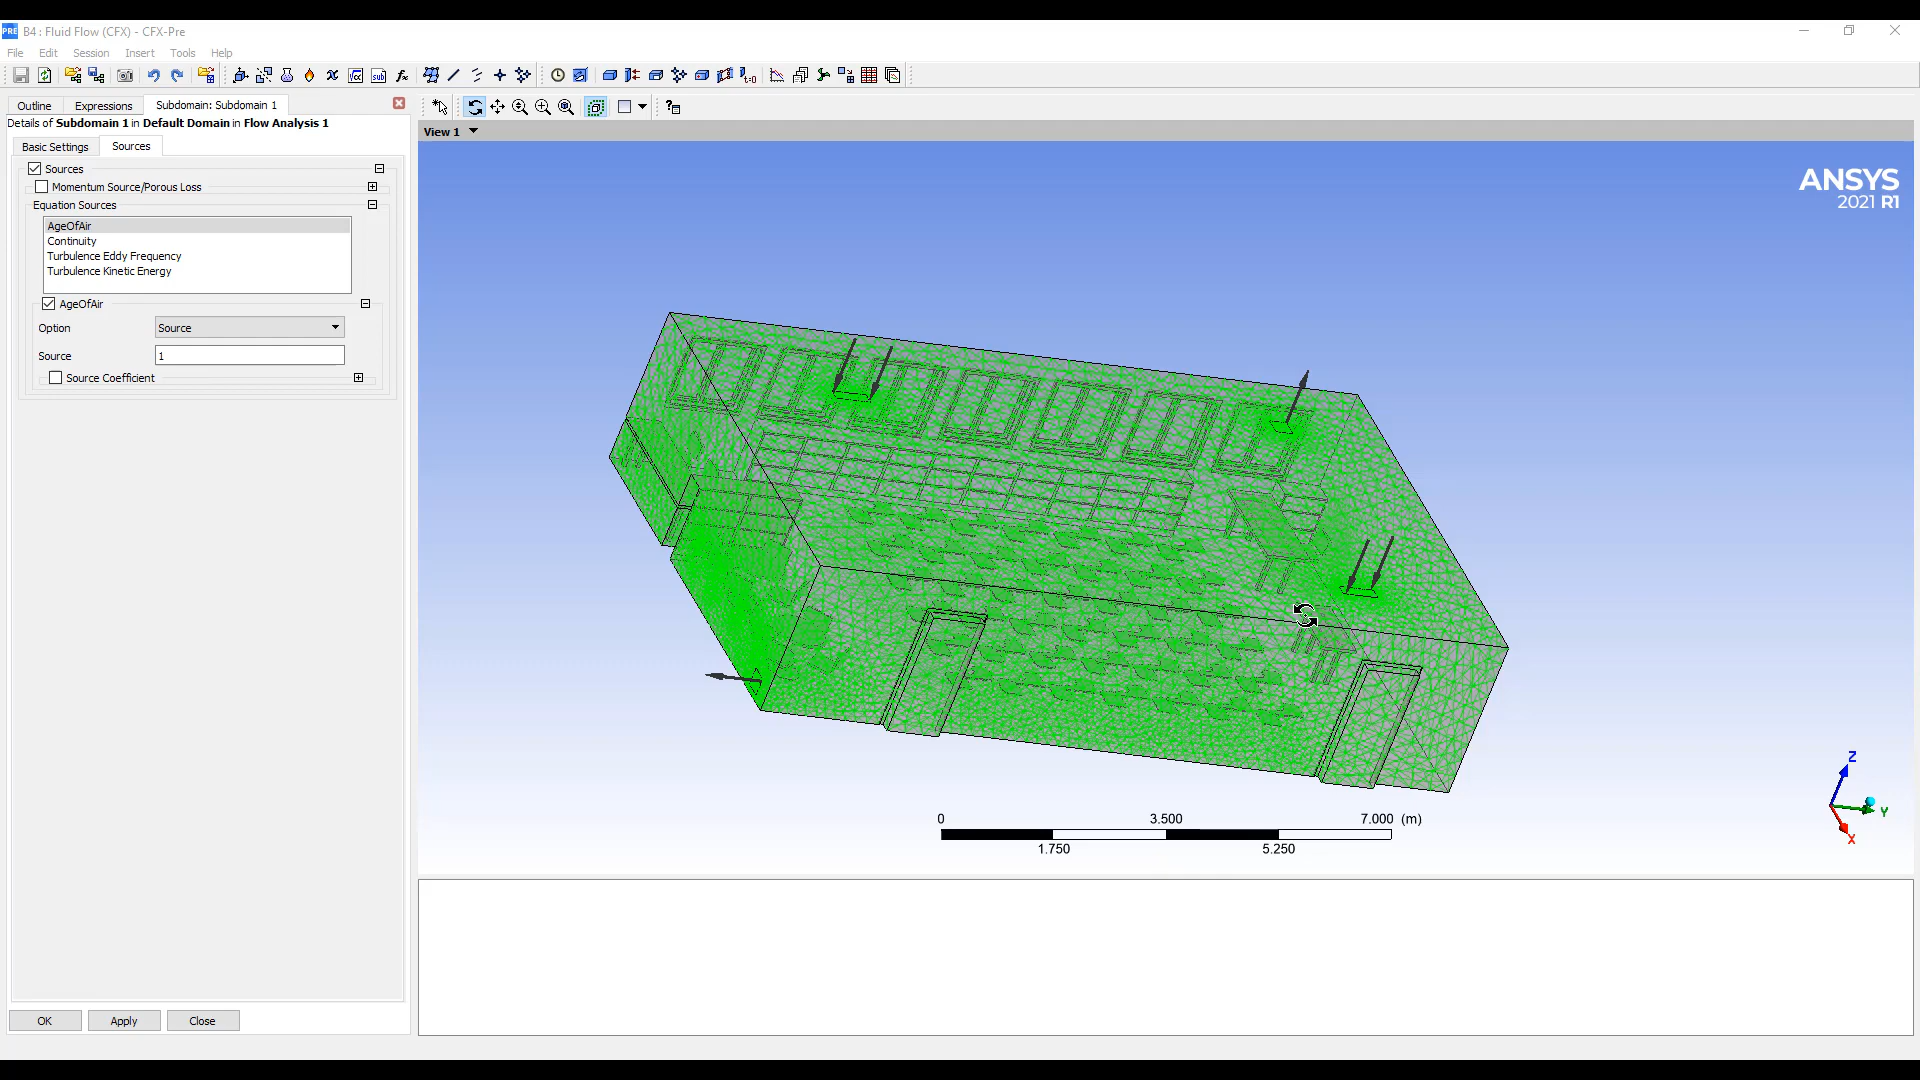 PRE B4 : Fluid Flow (CFX) - CFX-Pre
File Edit Session Insert Tools Help
Outline Expressions Subdomain: Subdomain 1
Details of Subdomain 1 in Default Domain in Flow Analysis 1
Basic Settings Sources
Sources
Momentum Source/Porous Loss
Equation Sources
AgeOfAir
Continuity
Turbulence Eddy Frequency
Turbulence Kinetic Energy
AgeOfAir
Option Source
Source 1
Source Coefficient
OK Apply Close
View 1
ANSYS
2021 R1
0 3.500 7.000 (m)
1.750 5.250
Z
Y
X